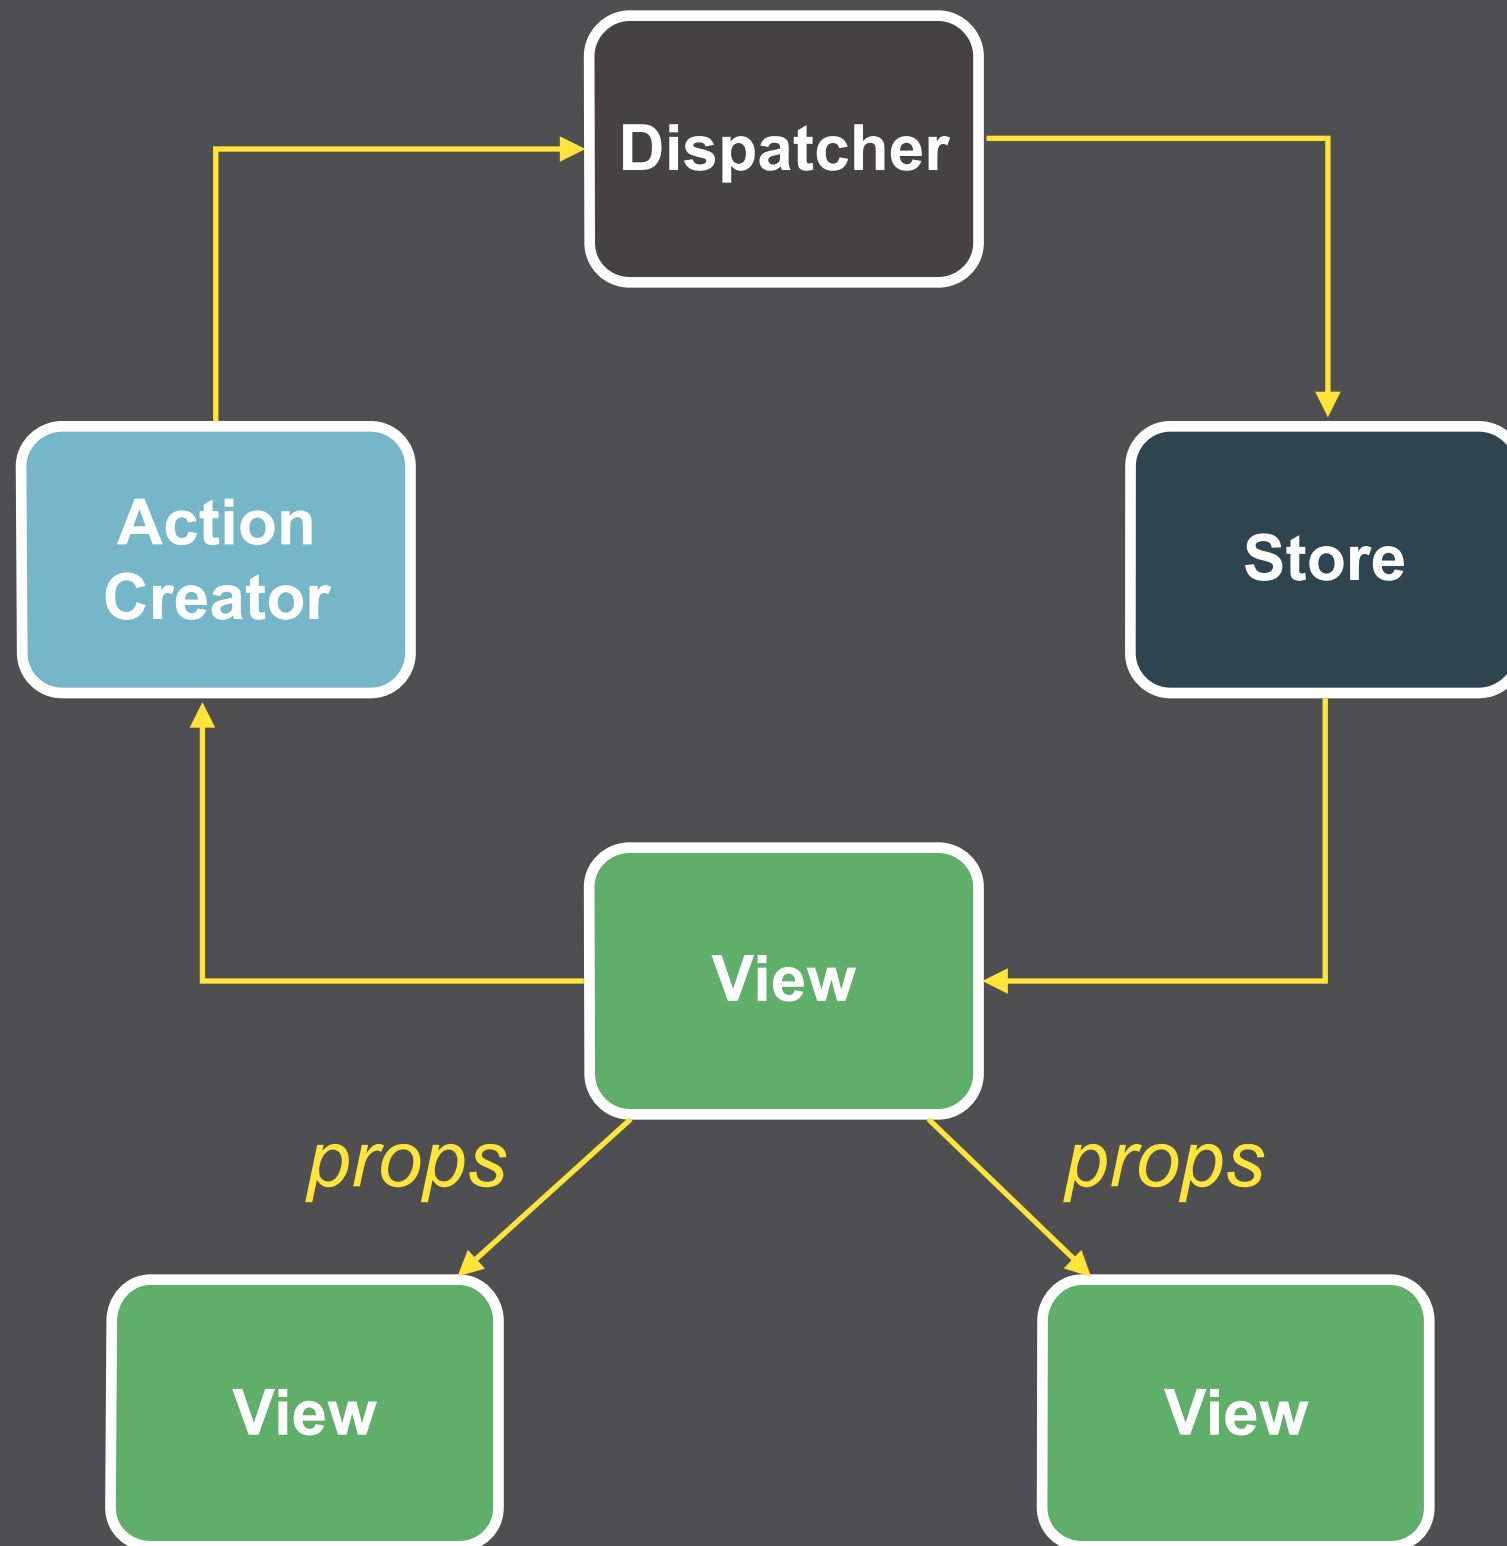 Dispatcher
Action
Creator
Store
View
props
props
View
View